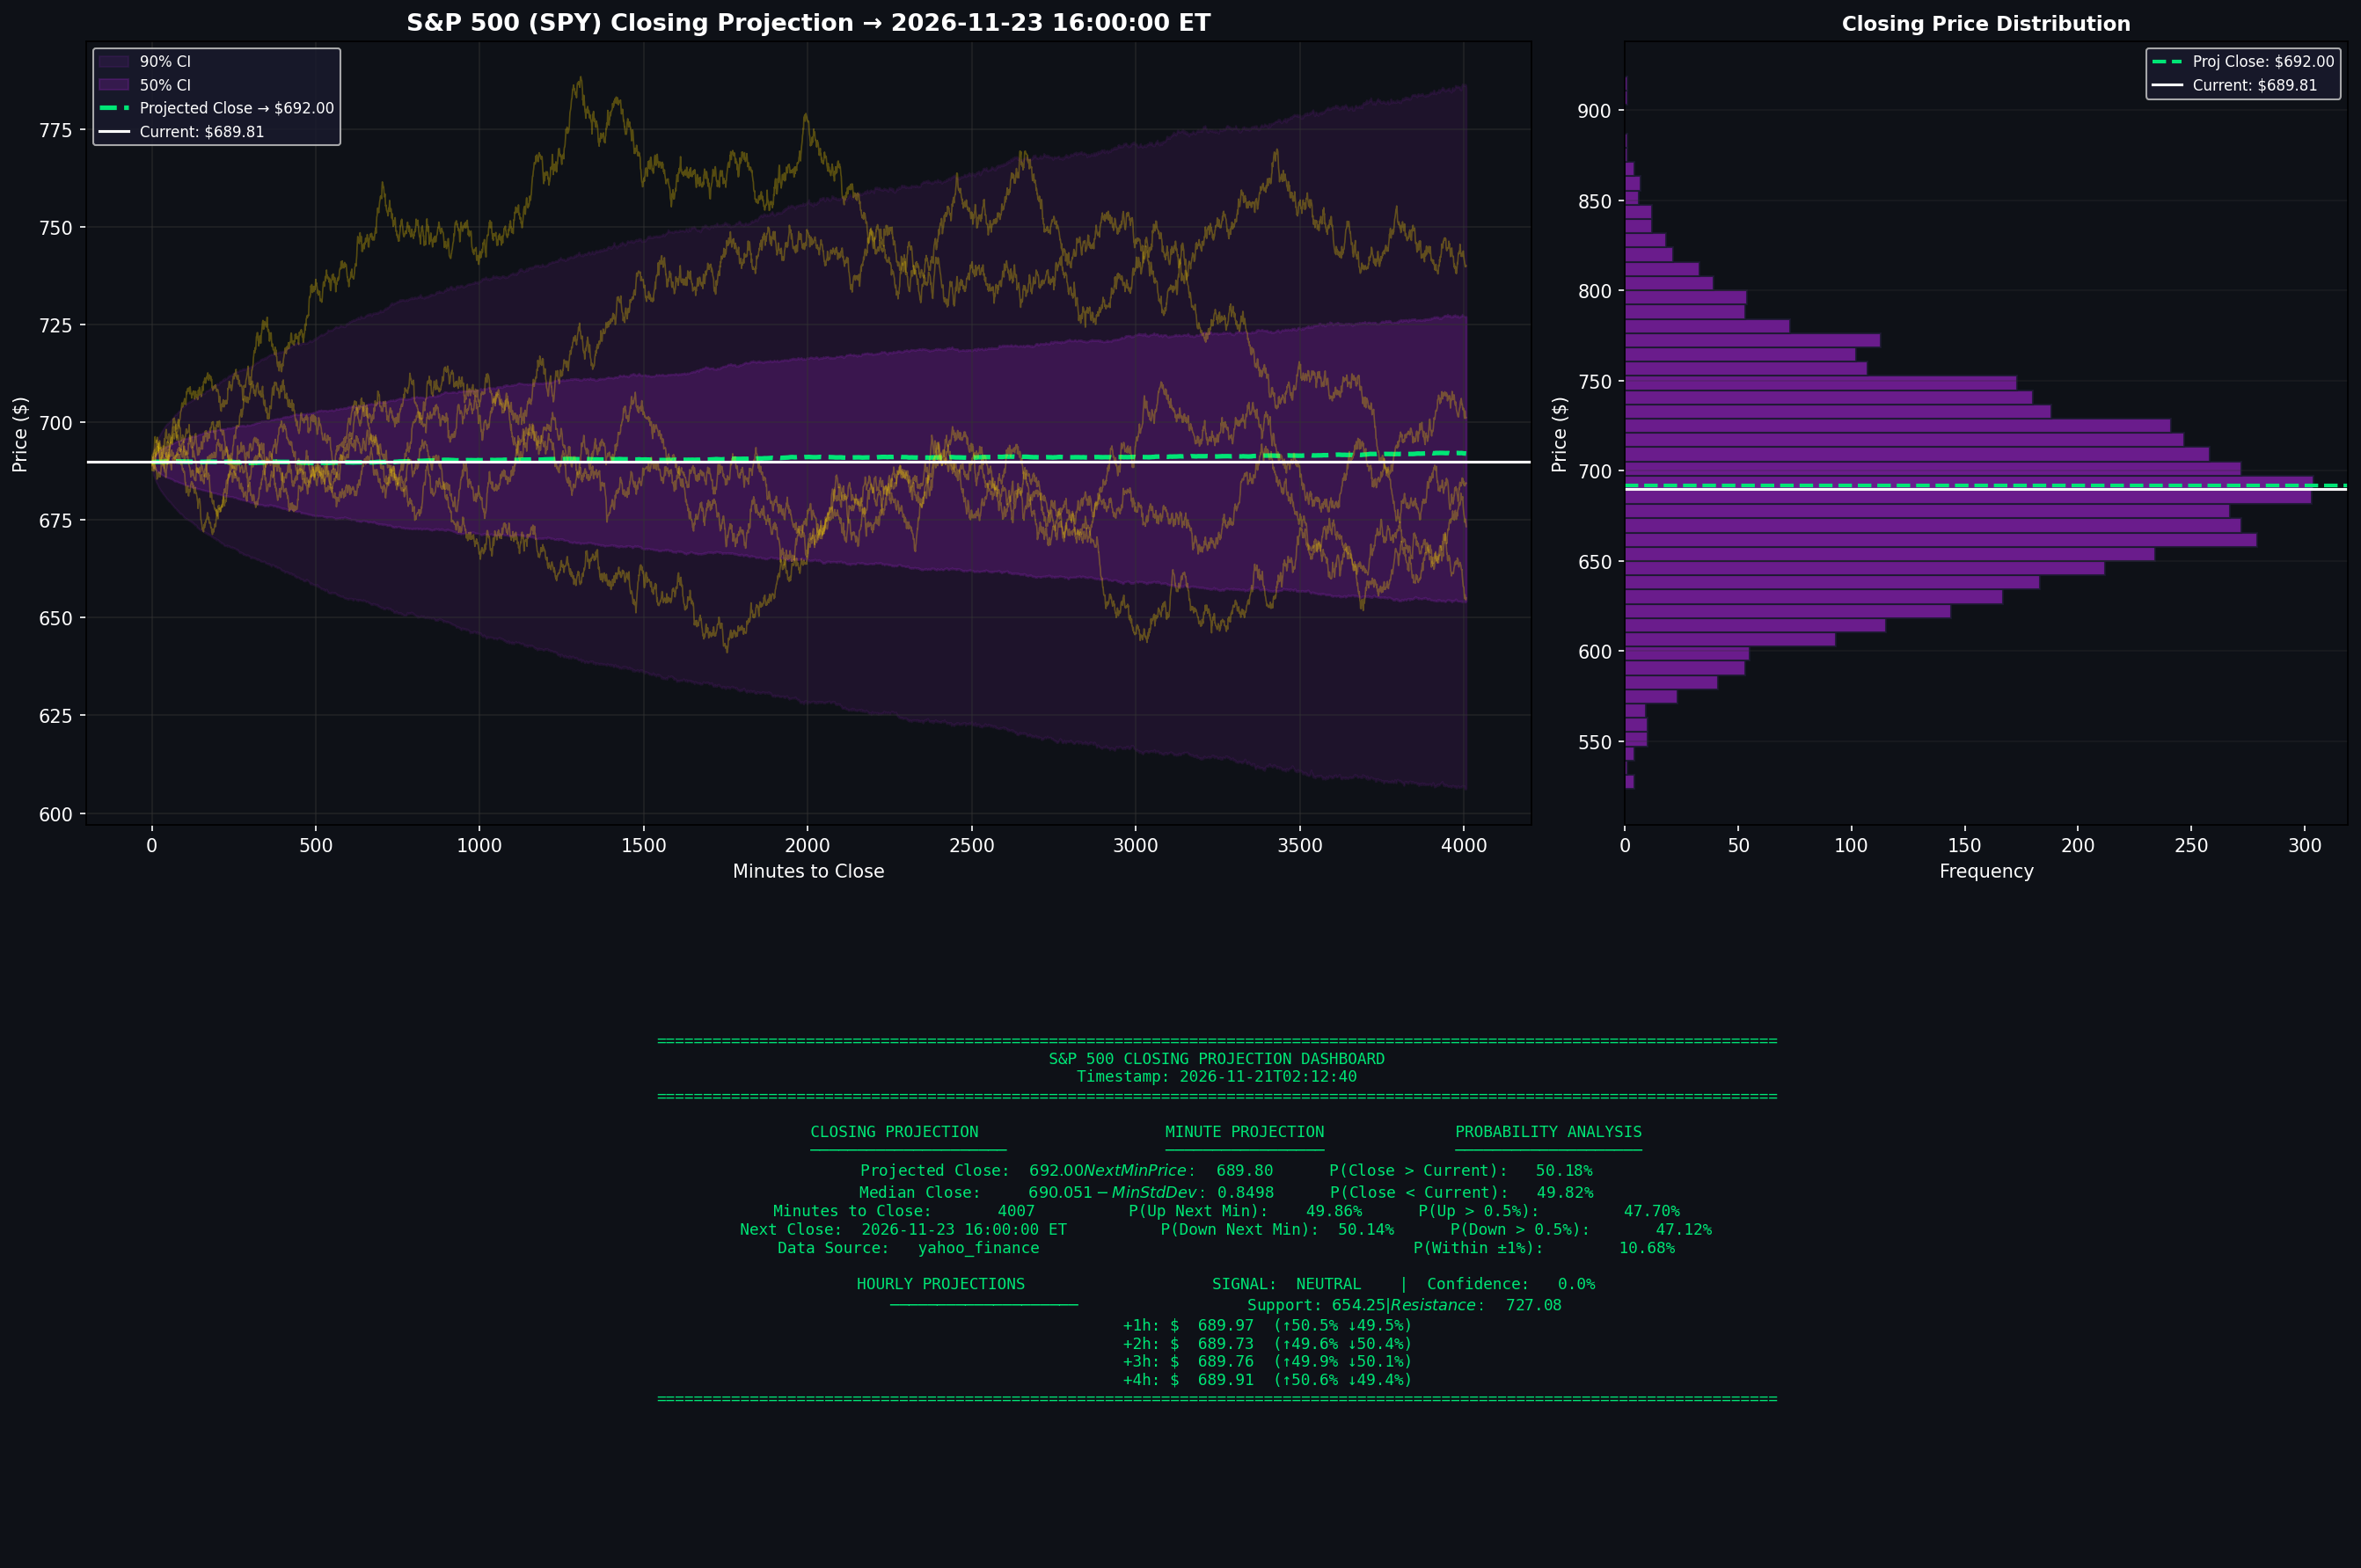 S&P 500 (SPY) Closing Projection → 2026-11-23 16:00:00 ET
90% CI
50% CI
Projected Close → $692.00
Current: $689.81
Price ($)
775
750
725
700
675
650
625
600
0 500 1000 1500 2000 2500 3000 3500 4000
Minutes to Close
Closing Price Distribution
Proj Close: $692.00
Current: $689.81
Price ($)
900
850
800
750
700
650
600
550
0 50 100 150 200 250 300
Frequency
================================================================================
S&P 500 CLOSING PROJECTION DASHBOARD
Timestamp: 2026-11-21T02:12:40
================================================================================
CLOSING PROJECTION MINUTE PROJECTION PROBABILITY ANALYSIS
Projected Close: 692.00NextMinPrice: 689.80 P(Close > Current): 50.18%
Median Close: 690.051−MinStdDev: 0.8498 P(Close < Current): 49.82%
Minutes to Close: 4007 P(Up Next Min): 49.86% P(Up > 0.5%): 47.70%
Next Close: 2026-11-23 16:00:00 ET P(Down Next Min): 50.14% P(Down > 0.5%): 47.12%
Data Source: yahoo_finance P(Within ±1%): 10.68%
HOURLY PROJECTIONS SIGNAL: NEUTRAL | Confidence: 0.0%
Support: 654.25|Resistance: 727.08
+1h: $ 689.97 (↑50.5% ↓49.5%)
+2h: $ 689.73 (↑49.6% ↓50.4%)
+3h: $ 689.76 (↑49.9% ↓50.1%)
+4h: $ 689.91 (↑50.6% ↓49.4%)
================================================================================